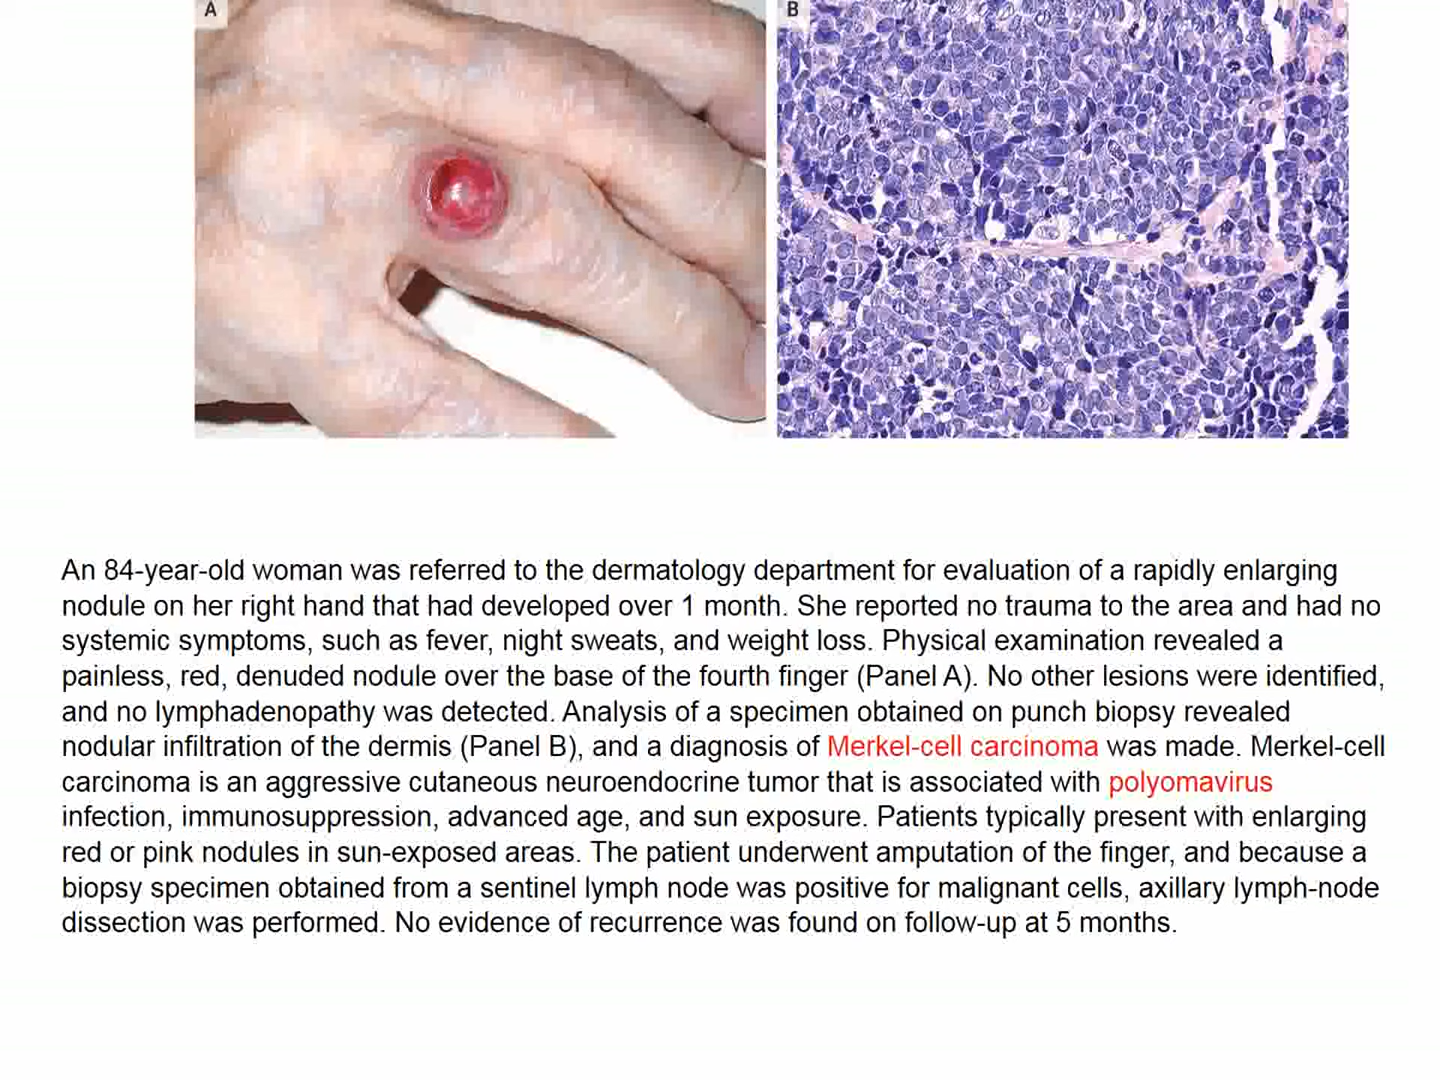 A
B
An 84-year-old woman was referred to the dermatology department for evaluation of a rapidly enlarging
nodule on her right hand that had developed over 1 month. She reported no trauma to the area and had no
systemic symptoms, such as fever, night sweats, and weight loss. Physical examination revealed a
painless, red, denuded nodule over the base of the fourth finger (Panel A). No other lesions were identified,
and no lymphadenopathy was detected. Analysis of a specimen obtained on punch biopsy revealed
nodular infiltration of the dermis (Panel B), and a diagnosis of Merkel-cell carcinoma was made. Merkel-cell
carcinoma is an aggressive cutaneous neuroendocrine tumor that is associated with polyomavirus
infection, immunosuppression, advanced age, and sun exposure. Patients typically present with enlarging
red or pink nodules in sun-exposed areas. The patient underwent amputation of the finger, and because a
biopsy specimen obtained from a sentinel lymph node was positive for malignant cells, axillary lymph-node
dissection was performed. No evidence of recurrence was found on follow-up at 5 months.